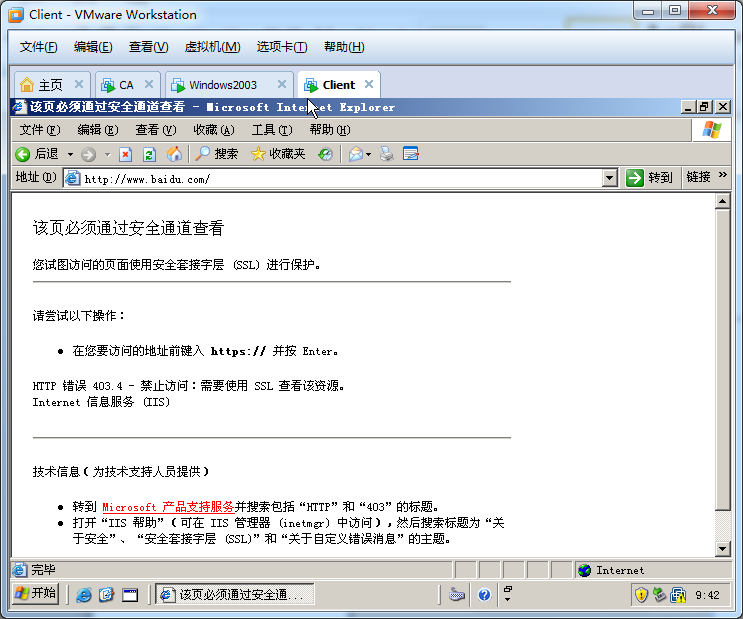 Client - VMware Workstation
文件(F) 编辑(E) 查看(V) 虚拟机(M) 选项卡(T) 帮助(H)
主页 CA Windows2003 Client
该页必须通过安全通道查看 - Microsoft Internet Explorer
文件(F) 编辑(E) 查看(V) 收藏(A) 工具(T) 帮助(H)
后退 搜索 收藏夹
地址(D) http://www.baidu.com/ 转到 链接 »
该页必须通过安全通道查看
您试图访问的页面使用安全套接字层 (SSL) 进行保护。
请尝试以下操作：
• 在您要访问的地址前键入 https:// 并按 Enter。
HTTP 错误 403.4 - 禁止访问：需要使用 SSL 查看该资源。
Internet 信息服务 (IIS)
技术信息（为技术支持人员提供）
• 转到 Microsoft 产品支持服务并搜索包括“HTTP”和“403”的标题。
• 打开“IIS 帮助”（可在 IIS 管理器 (inetmgr) 中访问），然后搜索标题为“关
于安全”、“安全套接字层 (SSL)”和“关于自定义错误消息”的主题。
完毕 Internet
开始 该页必须通过安全通... 9:42